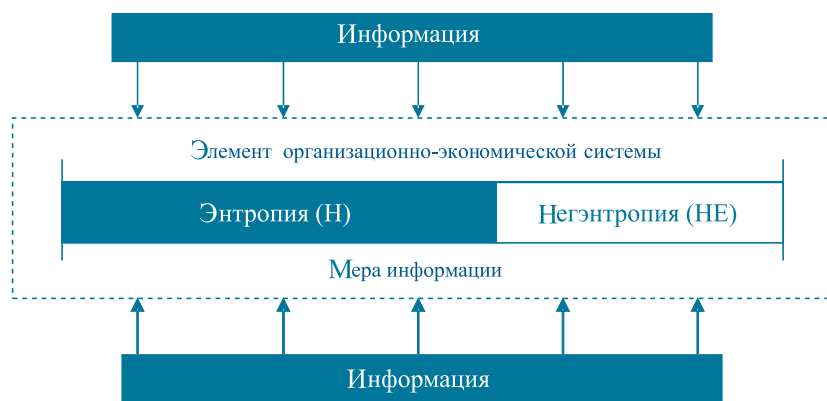 Информация
Элемент организационно-экономической системы
Энтропия (Н) Негэнтропия (НЕ)
Мера информации
Информация